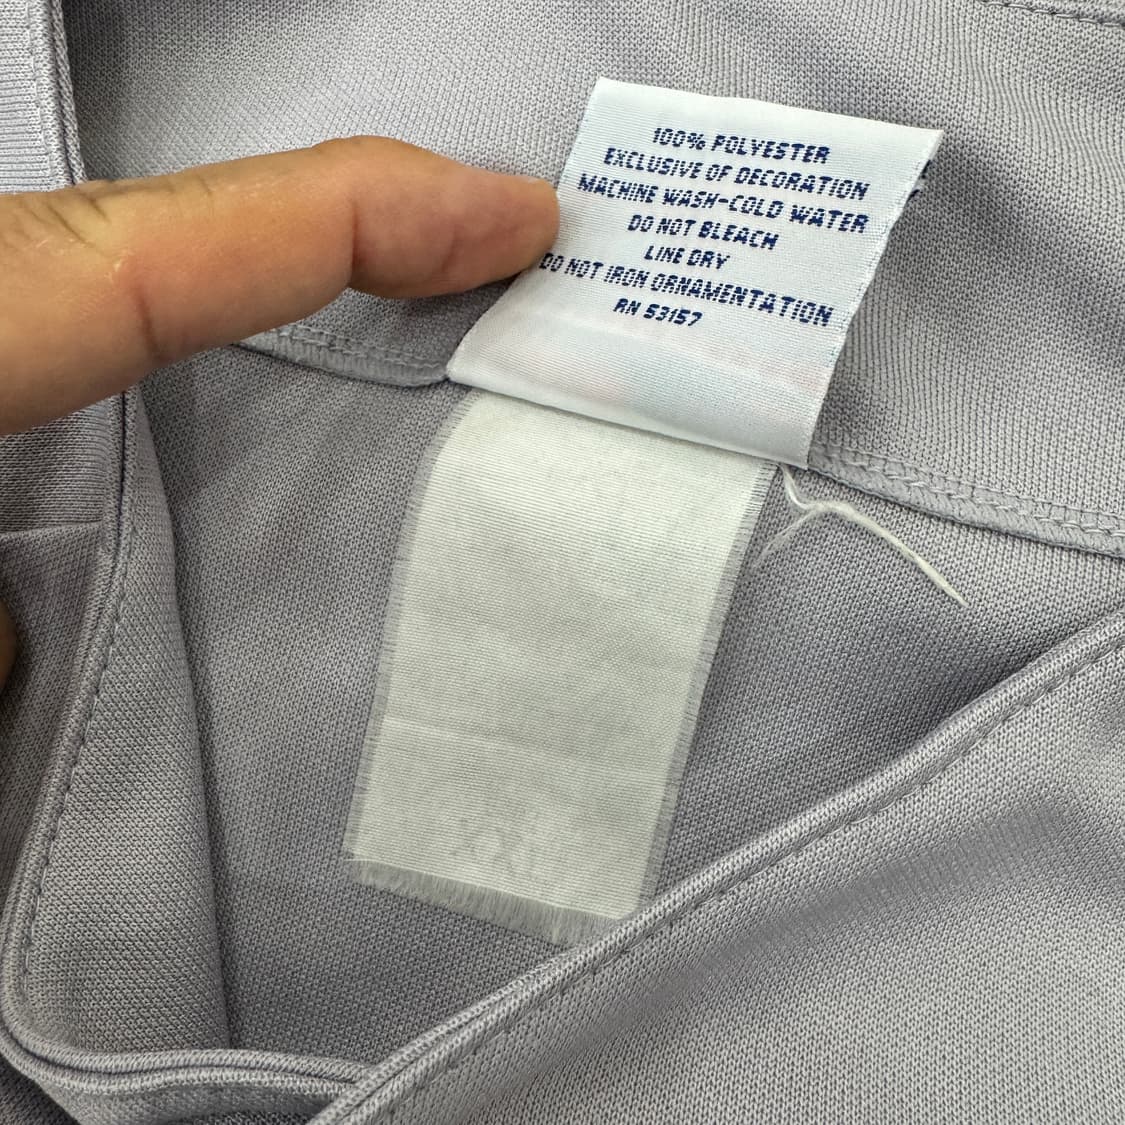 100% POLYESTER
EXCLUSIVE OF DECORATION
MACHINE WASH-COLD WATER
DO NOT BLEACH
LINE DRY
DO NOT IRON ORNAMENTATION
RN 53157
XXL